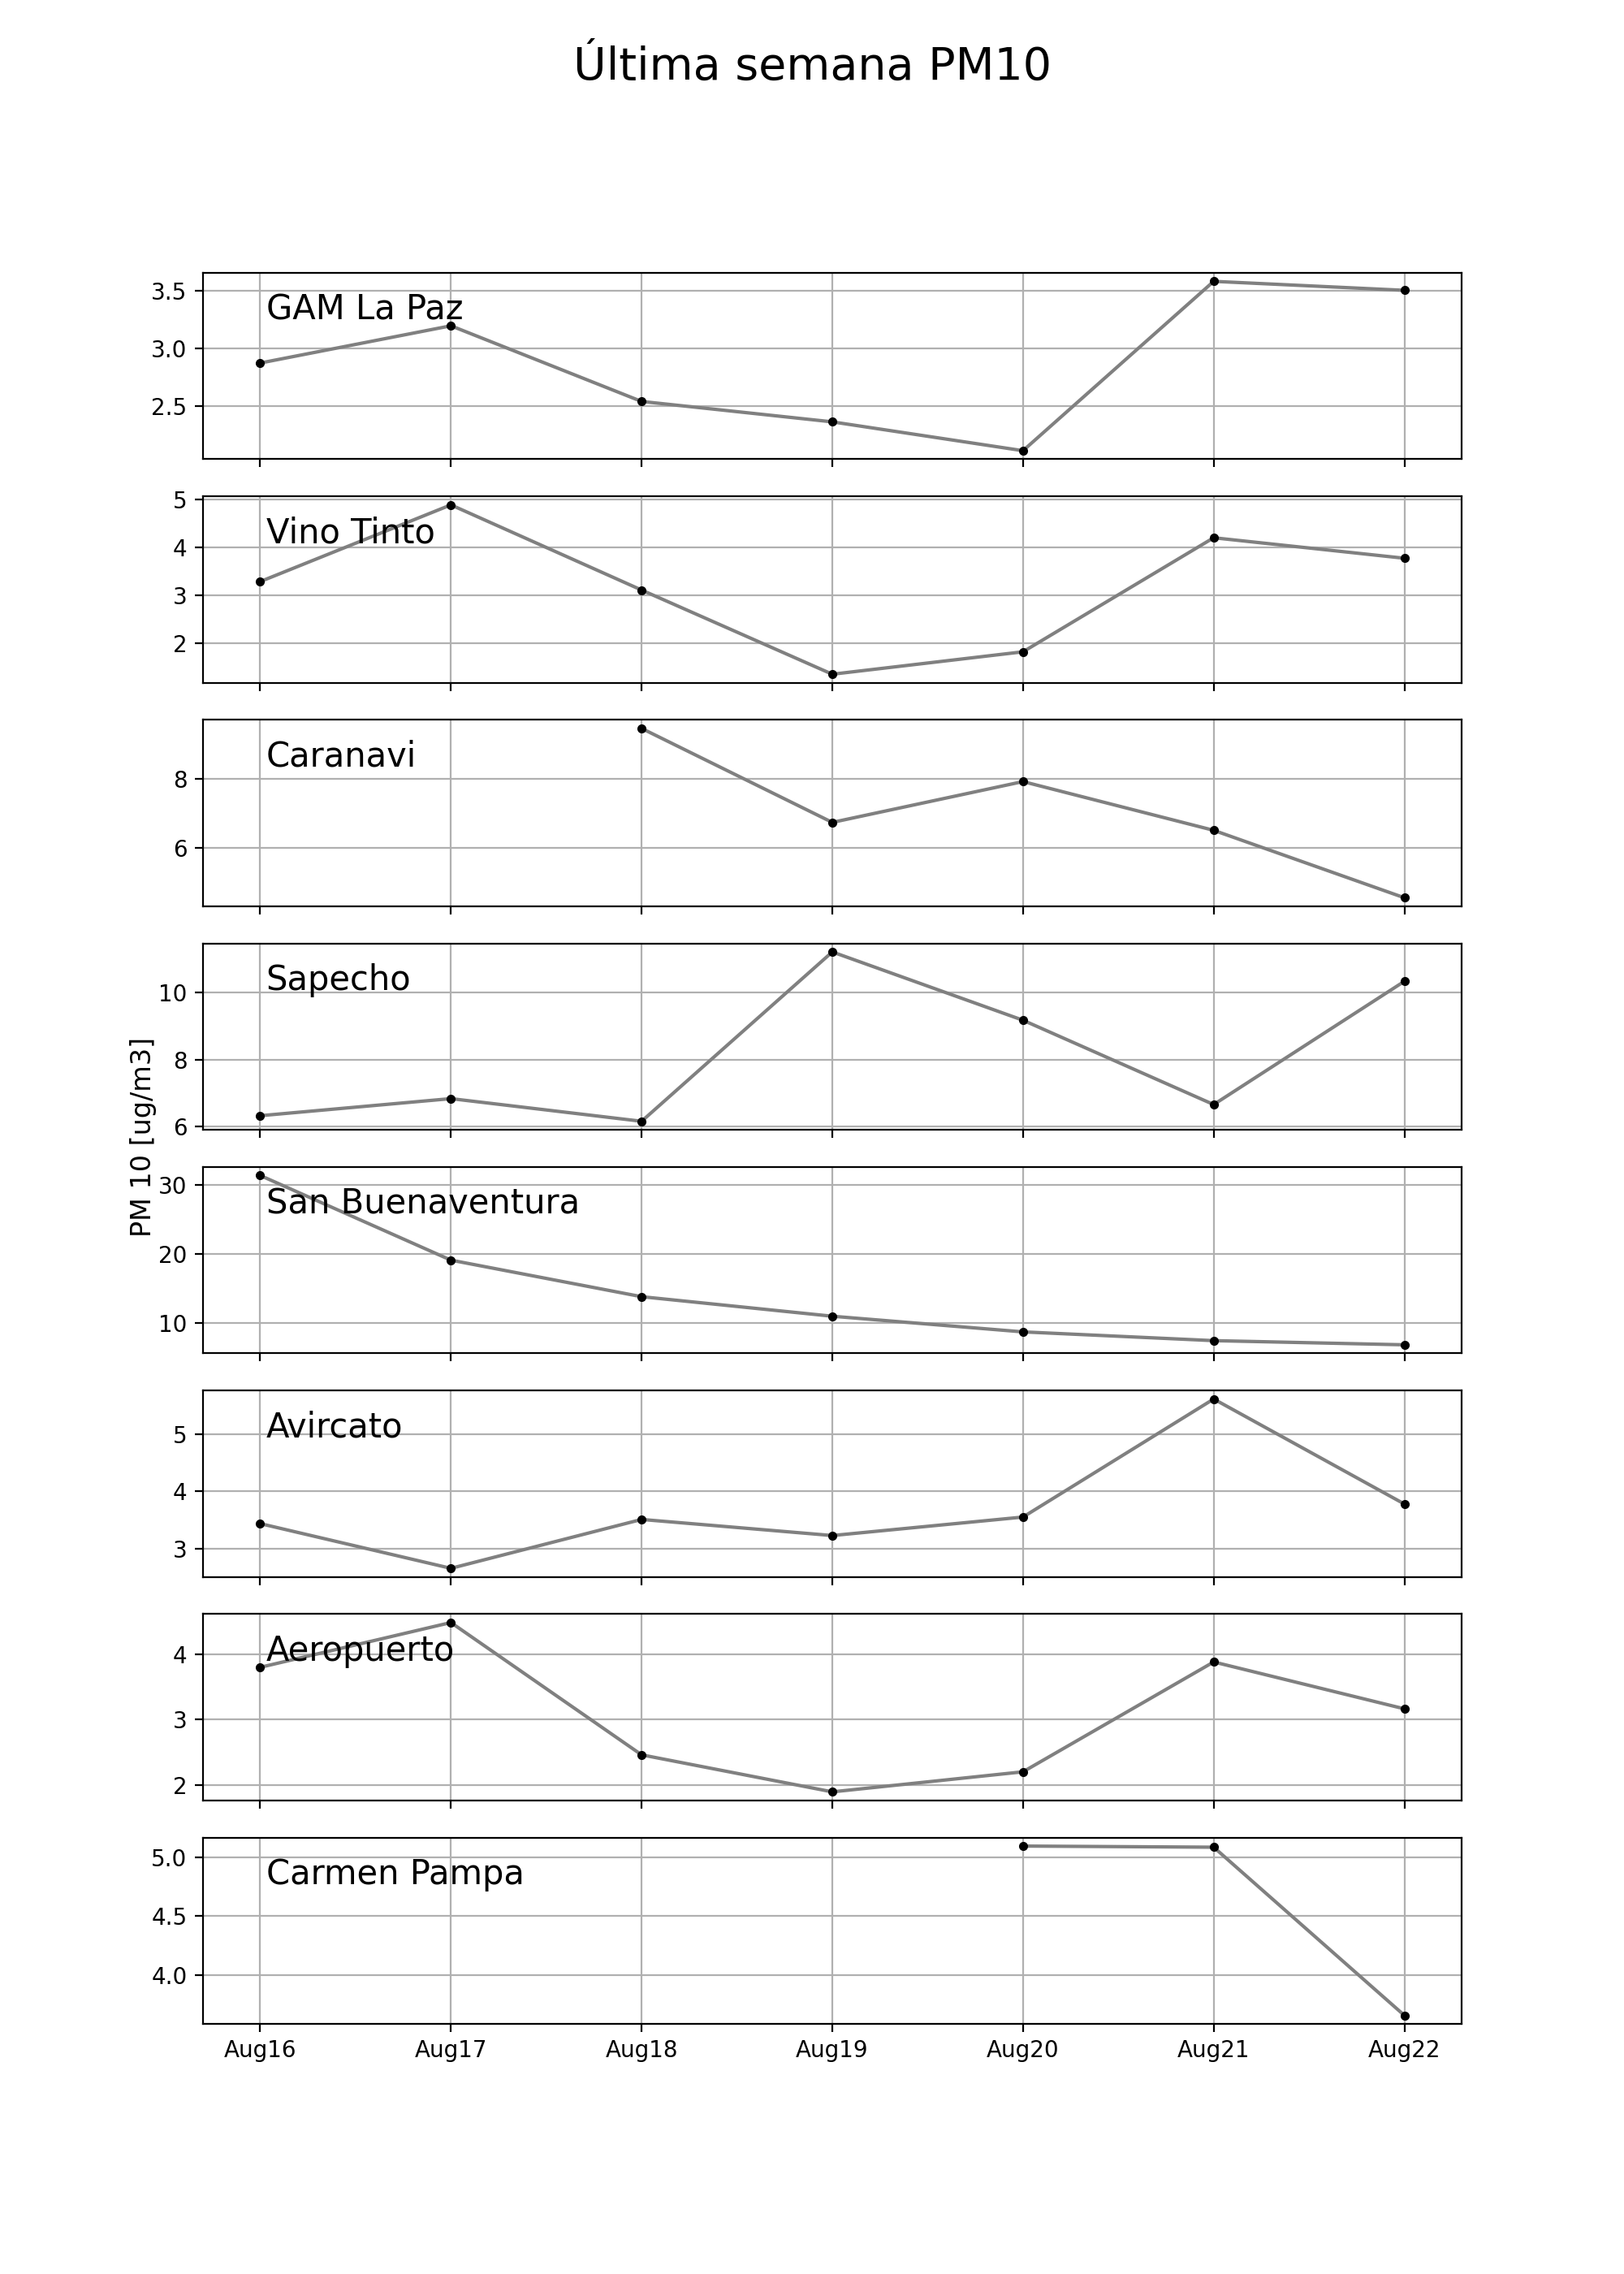 Última semana PM10
PM 10 [ug/m3]
GAM La Paz
3.5
3.0
2.5
Vino Tinto
5
4
3
2
Caranavi
8
6
Sapecho
10
8
6
San Buenaventura
30
20
10
Avircato
5
4
3
Aeropuerto
4
3
2
Carmen Pampa
5.0
4.5
4.0
Aug16 Aug17 Aug18 Aug19 Aug20 Aug21 Aug22